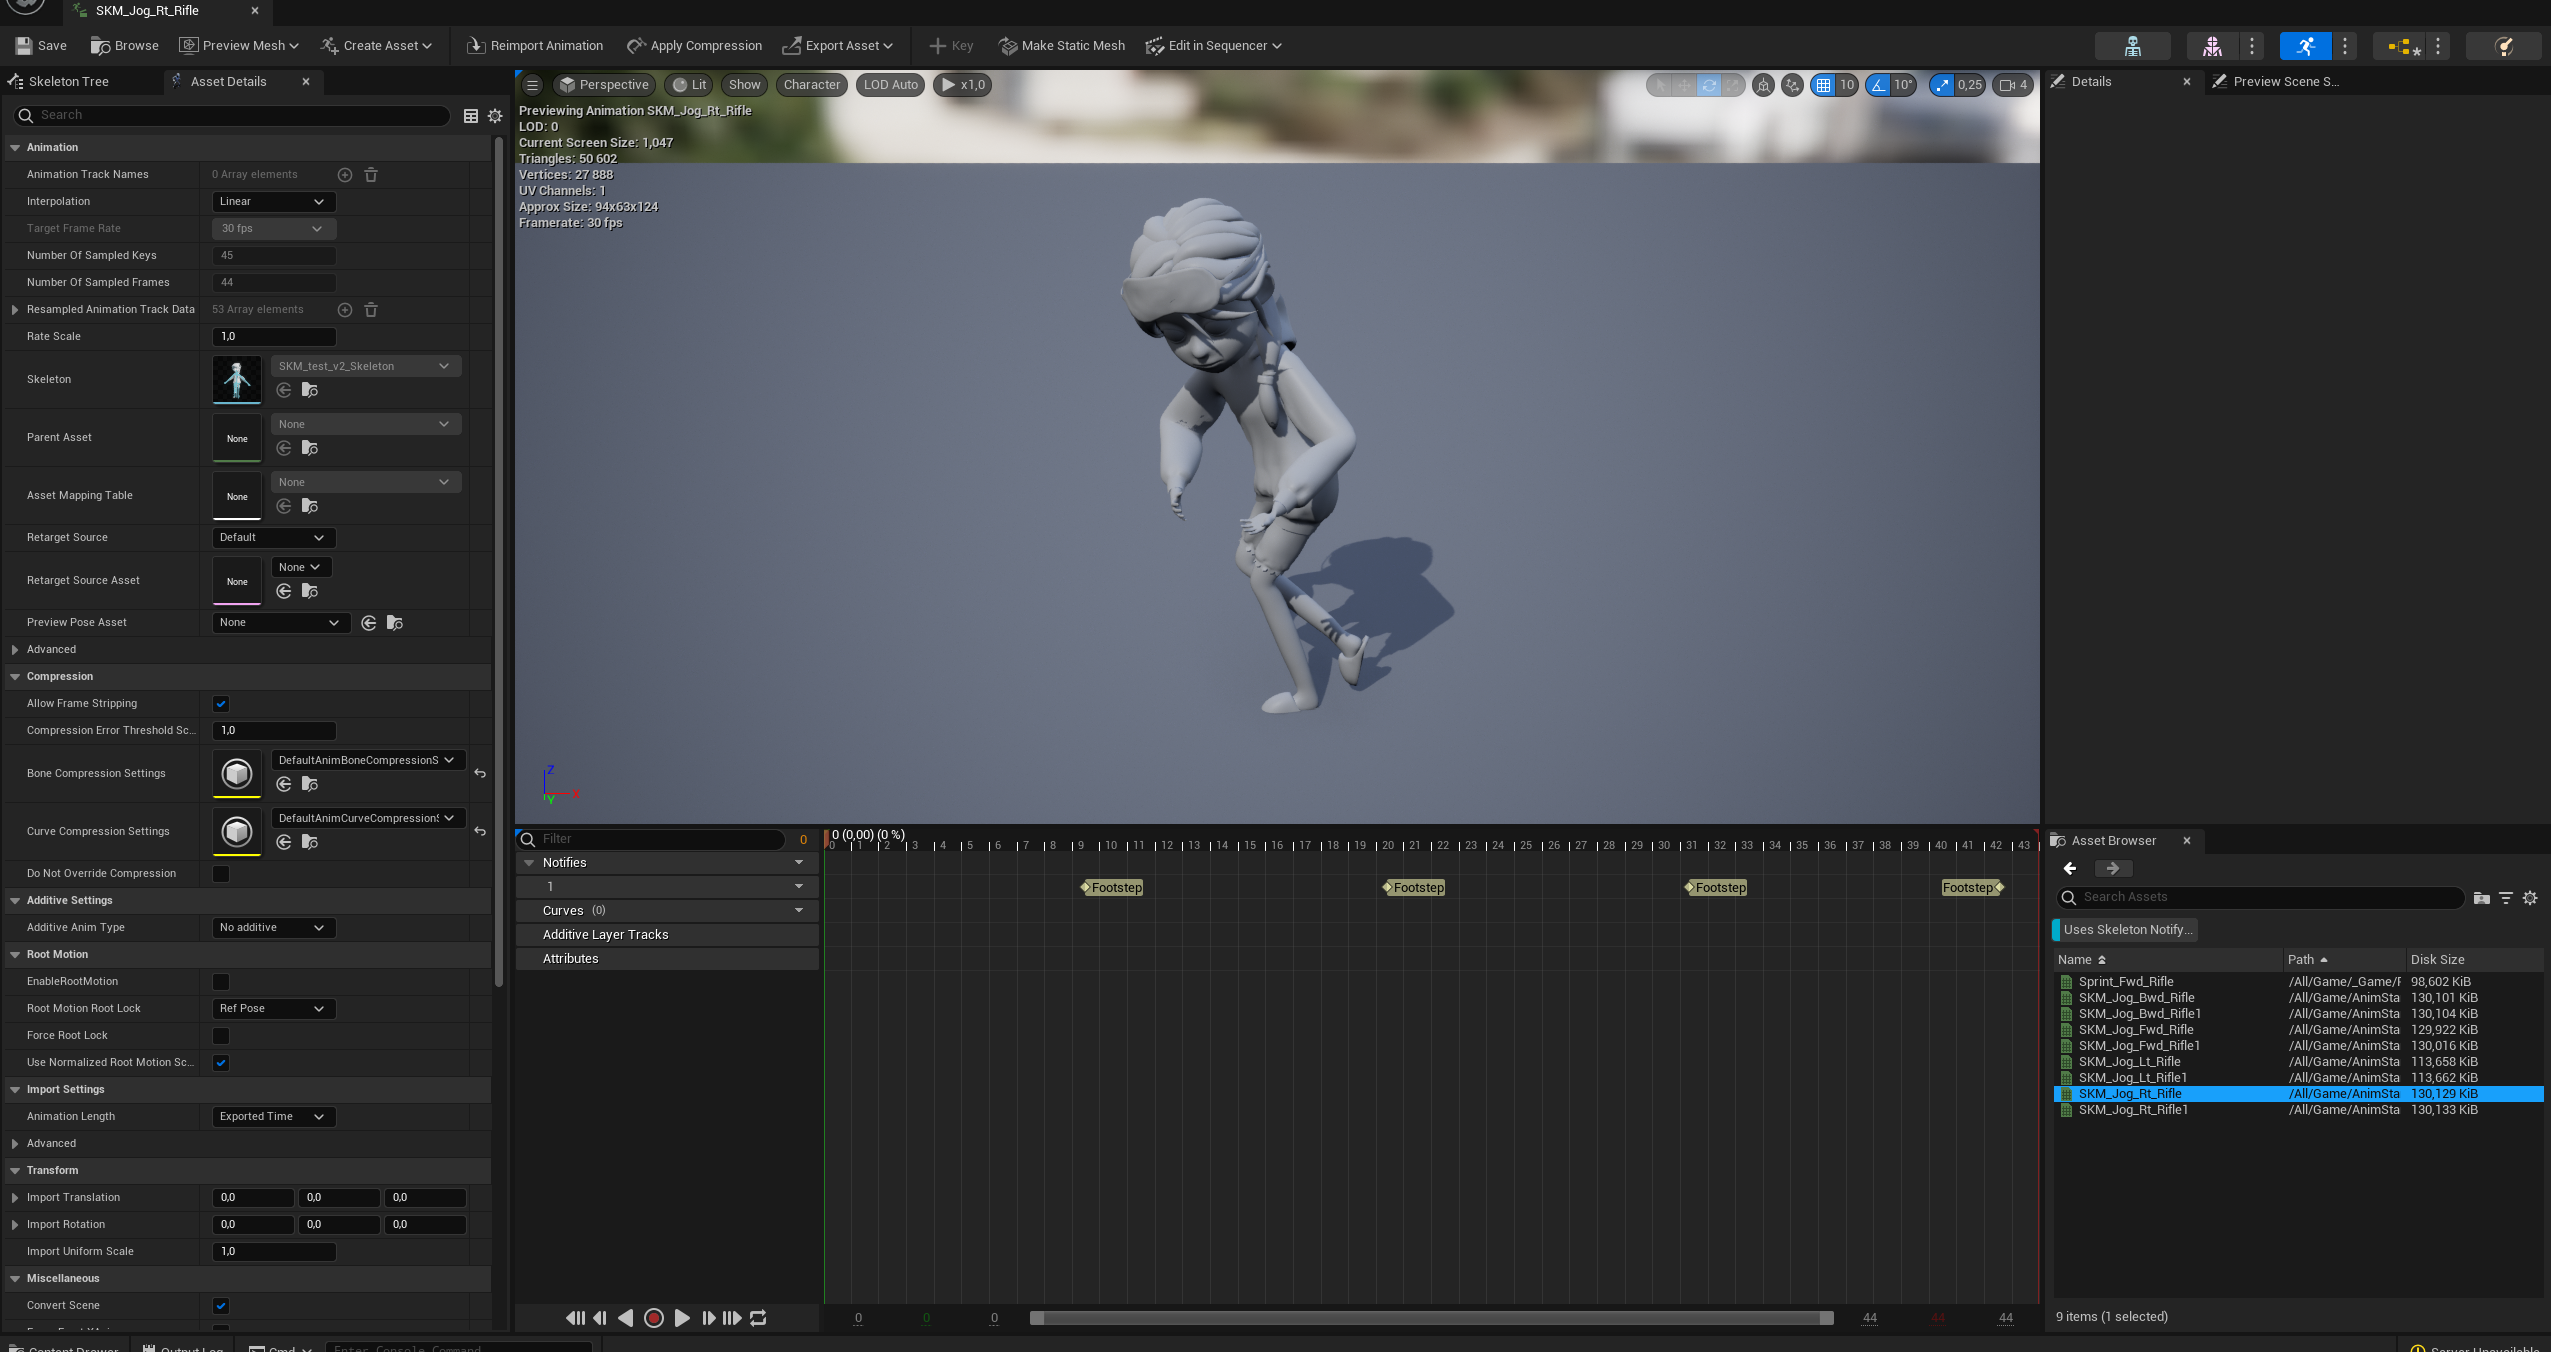 SKM_Jog_Rt_Rifle
Save
Browse
Preview Mesh
Create Asset
Reimport Animation
Apply Compression
Export Asset
Key
Make Static Mesh
Edit in Sequencer
Skeleton Tree
Asset Details
Search
Animation
Animation Track Names 0 Array elements
Interpolation Linear
Target Frame Rate 30 fps
Number Of Sampled Keys 45
Number Of Sampled Frames 44
Resampled Animation Track Data 53 Array elements
Rate Scale 1,0
Skeleton SKM_test_v2_Skeleton
Parent Asset None None
Asset Mapping Table None None
Retarget Source Default
Retarget Source Asset None None
Preview Pose Asset None
Advanced
Compression
Allow Frame Stripping
Compression Error Threshold Sc... 1,0
Bone Compression Settings DefaultAnimBoneCompressionS
Curve Compression Settings DefaultAnimCurveCompression
Do Not Override Compression
Additive Settings
Additive Anim Type No additive
Root Motion
EnableRootMotion
Root Motion Root Lock Ref Pose
Force Root Lock
Use Normalized Root Motion Sc...
Import Settings
Animation Length Exported Time
Advanced
Transform
Import Translation 0,0 0,0 0,0
Import Rotation 0,0 0,0 0,0
Import Uniform Scale 1,0
Miscellaneous
Convert Scene
Perspective Lit Show Character LOD Auto x1,0
10 10° 0,25 4
Previewing Animation SKM_Jog_Rt_Rifle
LOD: 0
Current Screen Size: 1,047
Triangles: 50 602
Vertices: 27 888
UV Channels: 1
Approx Size: 94x63x124
Framerate: 30 fps
Z
Y X
Filter 0
0 (0,00) (0 %)
0 1 2 3 4 5 6 7 8 9 10 11 12 13 14 15 16 17 18 19 20 21 22 23 24 25 26 27 28 29 30 31 32 33 34 35 36 37 38 39 40 41 42 43
Notifies
1 Footstep Footstep Footstep Footstep
Curves (0)
Additive Layer Tracks
Attributes
0 0 0 44 44 44
Details
Preview Scene S...
Asset Browser
Search Assets
Uses Skeleton Notify...
Name Path Disk Size
Sprint_Fwd_Rifle /All/Game/_Game/F 98,602 KiB
SKM_Jog_Bwd_Rifle /All/Game/AnimSta 130,101 KiB
SKM_Jog_Bwd_Rifle1 /All/Game/AnimSta 130,104 KiB
SKM_Jog_Fwd_Rifle /All/Game/AnimSta 129,922 KiB
SKM_Jog_Fwd_Rifle1 /All/Game/AnimSta 130,016 KiB
SKM_Jog_Lt_Rifle /All/Game/AnimSta 113,658 KiB
SKM_Jog_Lt_Rifle1 /All/Game/AnimSta 113,662 KiB
SKM_Jog_Rt_Rifle /All/Game/AnimSta 130,129 KiB
SKM_Jog_Rt_Rifle1 /All/Game/AnimSta 130,133 KiB
9 items (1 selected)
Content Drawer Output Log Cmd Enter Console Command
Server Unavailable